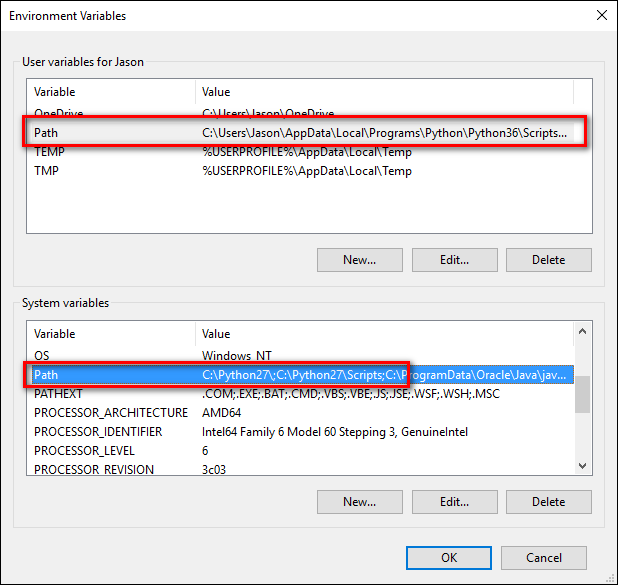 Environment Variables
User variables for Jason
Variable Value
OneDrive C:\Users\Jason\OneDrive
Path C:\Users\Jason\AppData\Local\Programs\Python\Python36\Scripts...
TEMP %USERPROFILE%\AppData\Local\Temp
TMP %USERPROFILE%\AppData\Local\Temp
New... Edit... Delete
System variables
Variable Value
OS Windows_NT
Path C:\Python27\;C:\Python27\Scripts;C:\ProgramData\Oracle\Java\jav...
PATHEXT .COM;.EXE;.BAT;.CMD;.VBS;.VBE;.JS;.JSE;.WSF;.WSH;.MSC
PROCESSOR_ARCHITECTURE AMD64
PROCESSOR_IDENTIFIER Intel64 Family 6 Model 60 Stepping 3, GenuineIntel
PROCESSOR_LEVEL 6
PROCESSOR_REVISION 3c03
New... Edit... Delete
OK Cancel